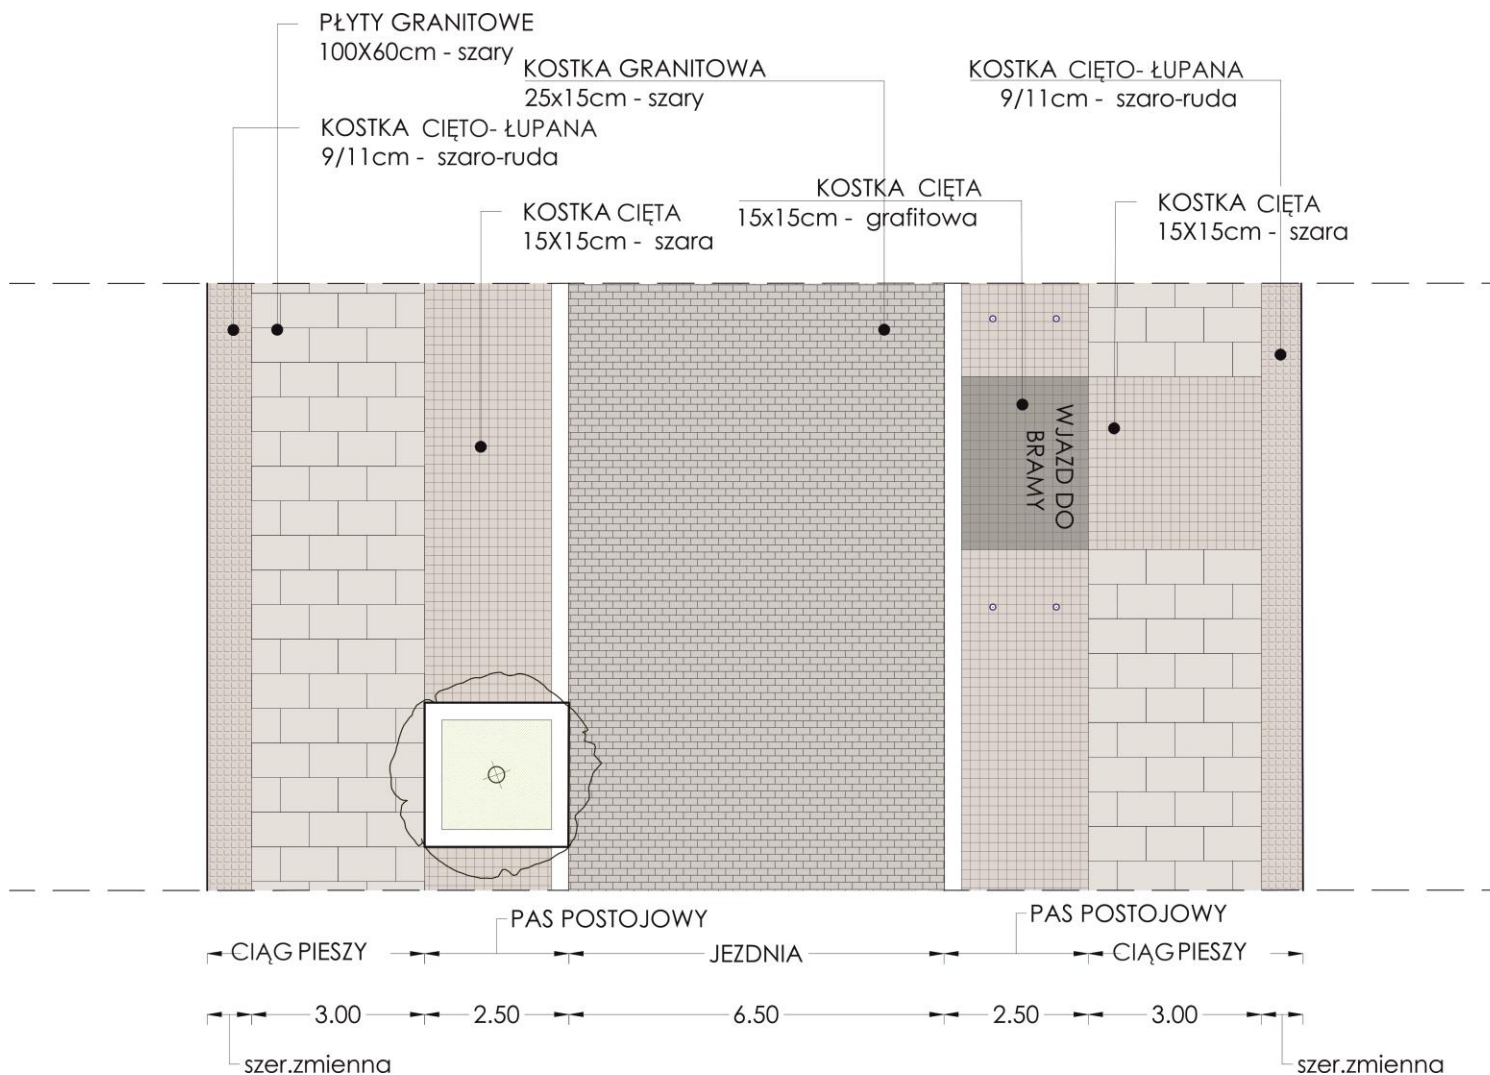 PŁYTY GRANITOWE
100X60cm - szary
KOSTKA GRANITOWA
25x15cm - szary
KOSTKA CIĘTO- ŁUPANA
9/11cm - szaro-ruda
KOSTKA CIĘTO- ŁUPANA
9/11cm - szaro-ruda
KOSTKA CIĘTA
15X15cm - szara
KOSTKA CIĘTA
15x15cm - grafitowa
KOSTKA CIĘTA
15X15cm - szara
WJAZD DO
BRAMY
PAS POSTOJOWY
PAS POSTOJOWY
CIĄG PIESZY
JEZDNIA
CIĄG PIESZY
3.00
2.50
6.50
2.50
3.00
szer.zmienna
szer.zmienna